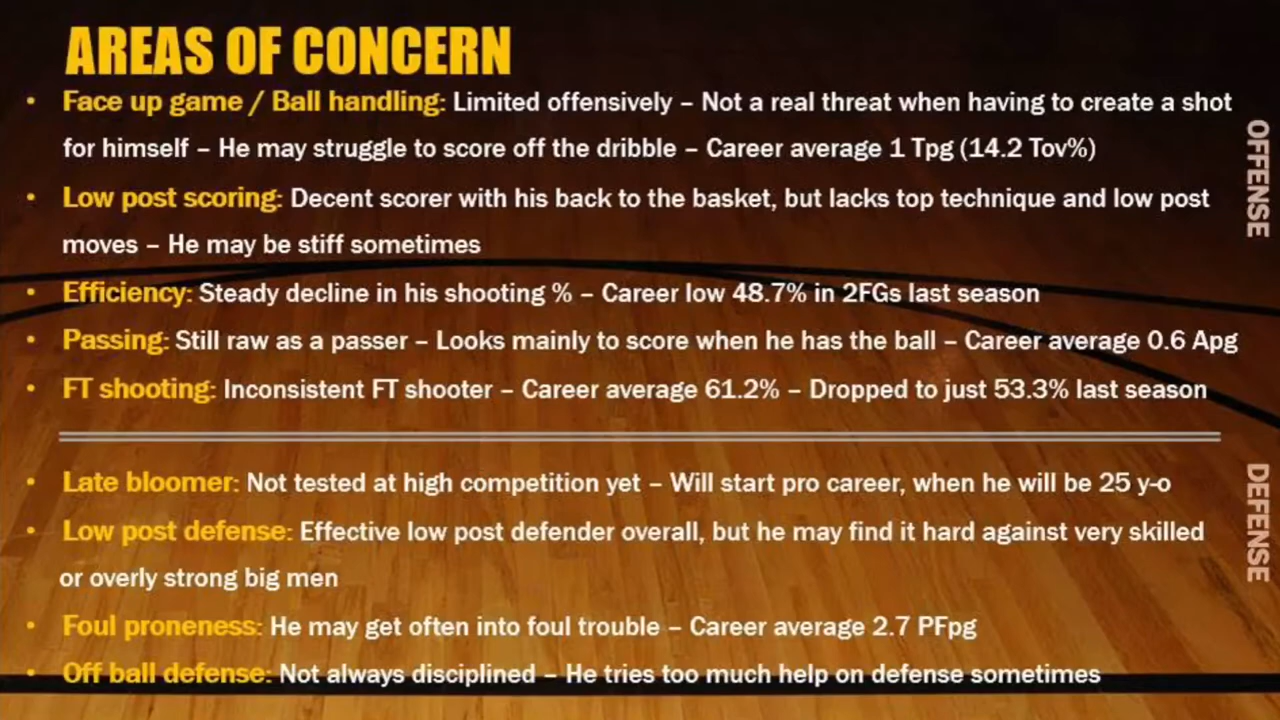 AREAS OF CONCERN
• Face up game / Ball handling: Limited offensively – Not a real threat when having to create a shot
for himself – He may struggle to score off the dribble – Career average 1 Tpg (14.2 Tov%)
• Low post scoring: Decent scorer with his back to the basket, but lacks top technique and low post
moves – He may be stiff sometimes
• Efficiency: Steady decline in his shooting % – Career low 48.7% in 2FGs last season
• Passing: Still raw as a passer – Looks mainly to score when he has the ball – Career average 0.6 Apg
• FT shooting: Inconsistent FT shooter – Career average 61.2% – Dropped to just 53.3% last season
OFFENSE
• Late bloomer: Not tested at high competition yet – Will start pro career, when he will be 25 y-o
• Low post defense: Effective low post defender overall, but he may find it hard against very skilled
or overly strong big men
• Foul proneness: He may get often into foul trouble – Career average 2.7 PFpg
• Off ball defense: Not always disciplined – He tries too much help on defense sometimes
DEFENSE